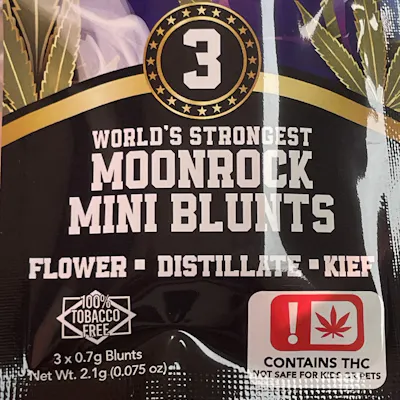 3
WORLD'S STRONGEST
MOONROCK
MINI BLUNTS
FLOWER ▪ DISTILLATE ▪ KIEF
100%
TOBACCO
FREE
3 x 0.7g Blunts
Net Wt. 2.1g (0.075 oz)
!
CONTAINS THC
NOT SAFE FOR KIDS OR PETS